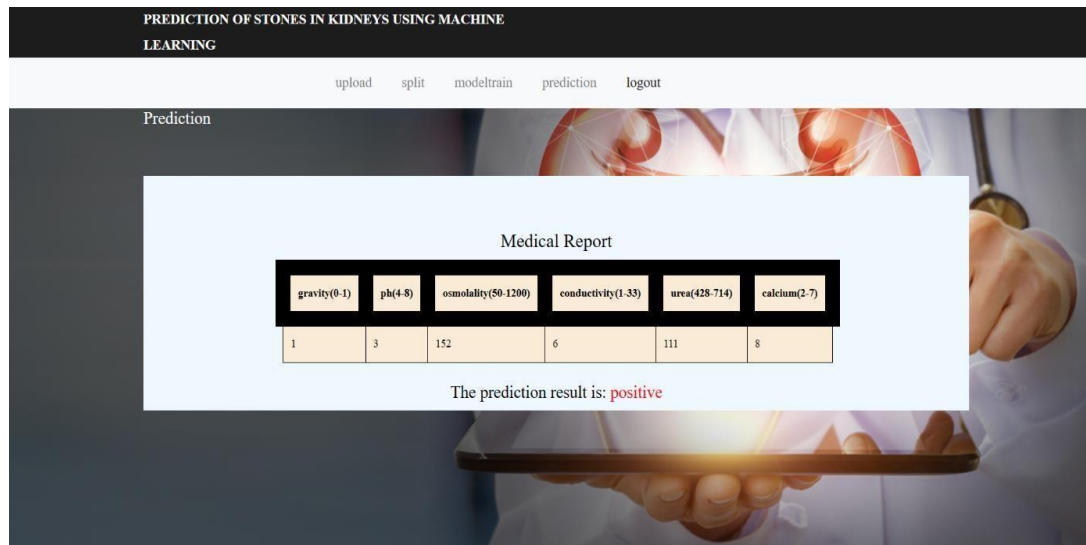 PREDICTION OF STONES IN KIDNEYS USING MACHINE
LEARNING
upload split modeltrain prediction logout
Prediction
Medical Report
gravity(0-1) ph(4-8) osmolality(50-1200) conductivity(1-33) urea(428-714) calcium(2-7)
1 3 152 6 111 8
The prediction result is: positive